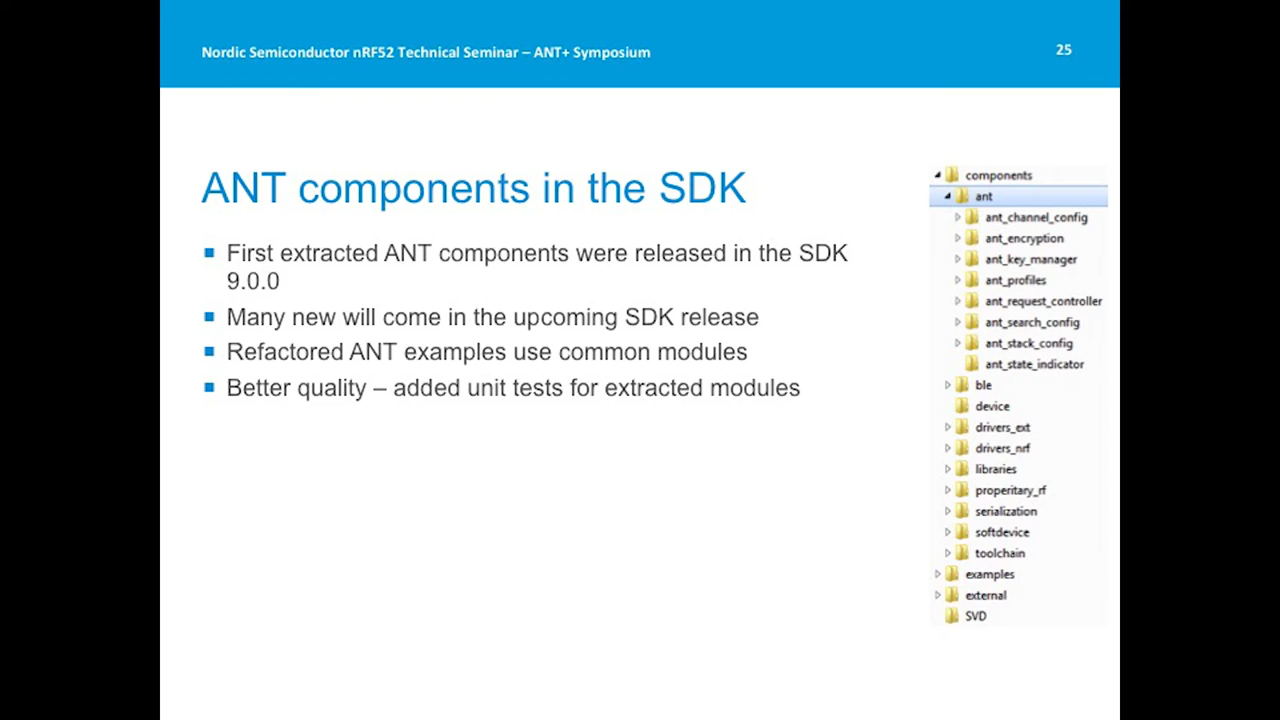 Nordic Semiconductor nRF52 Technical Seminar – ANT+ Symposium
25
ANT components in the SDK
First extracted ANT components were released in the SDK
9.0.0
Many new will come in the upcoming SDK release
Refactored ANT examples use common modules
Better quality – added unit tests for extracted modules
components
ant
ant_channel_config
ant_encryption
ant_key_manager
ant_profiles
ant_request_controller
ant_search_config
ant_stack_config
ant_state_indicator
ble
device
drivers_ext
drivers_nrf
libraries
properitary_rf
serialization
softdevice
toolchain
examples
external
SVD